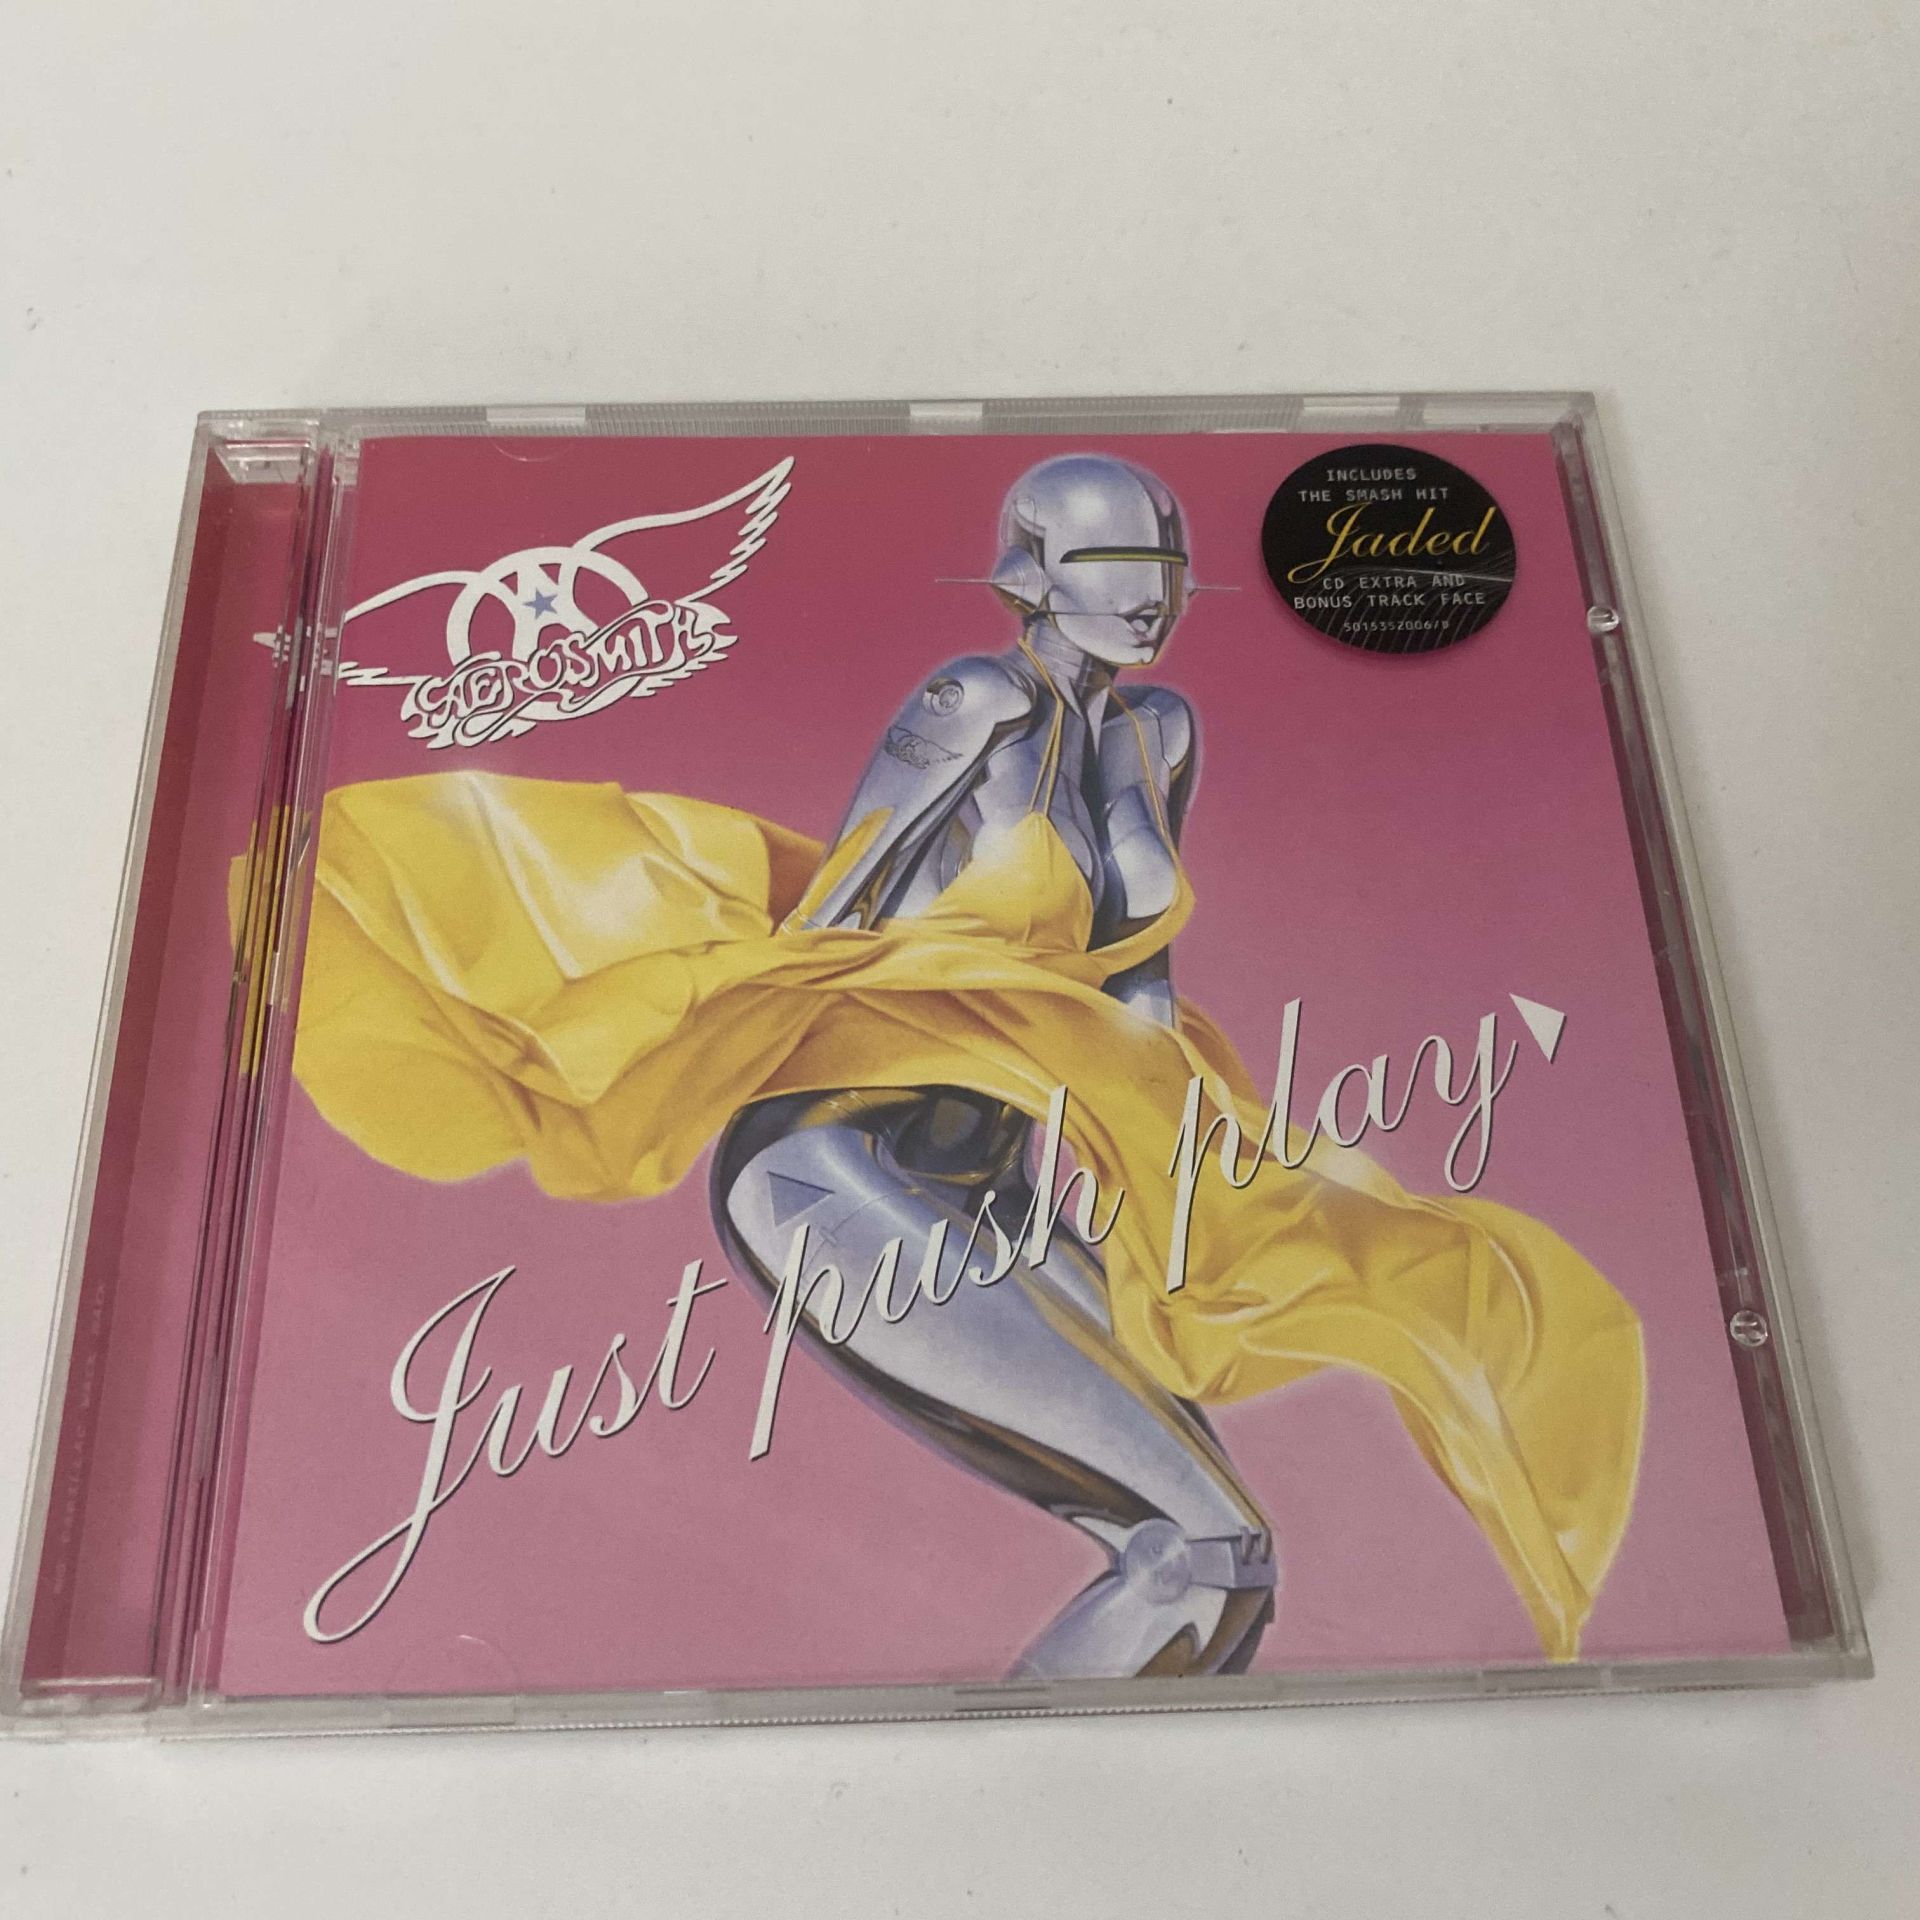 AEROSMITH
INCLUDES
THE SMASH HIT
Jaded
CD EXTRA AND
BONUS TRACK FACE
Just push play